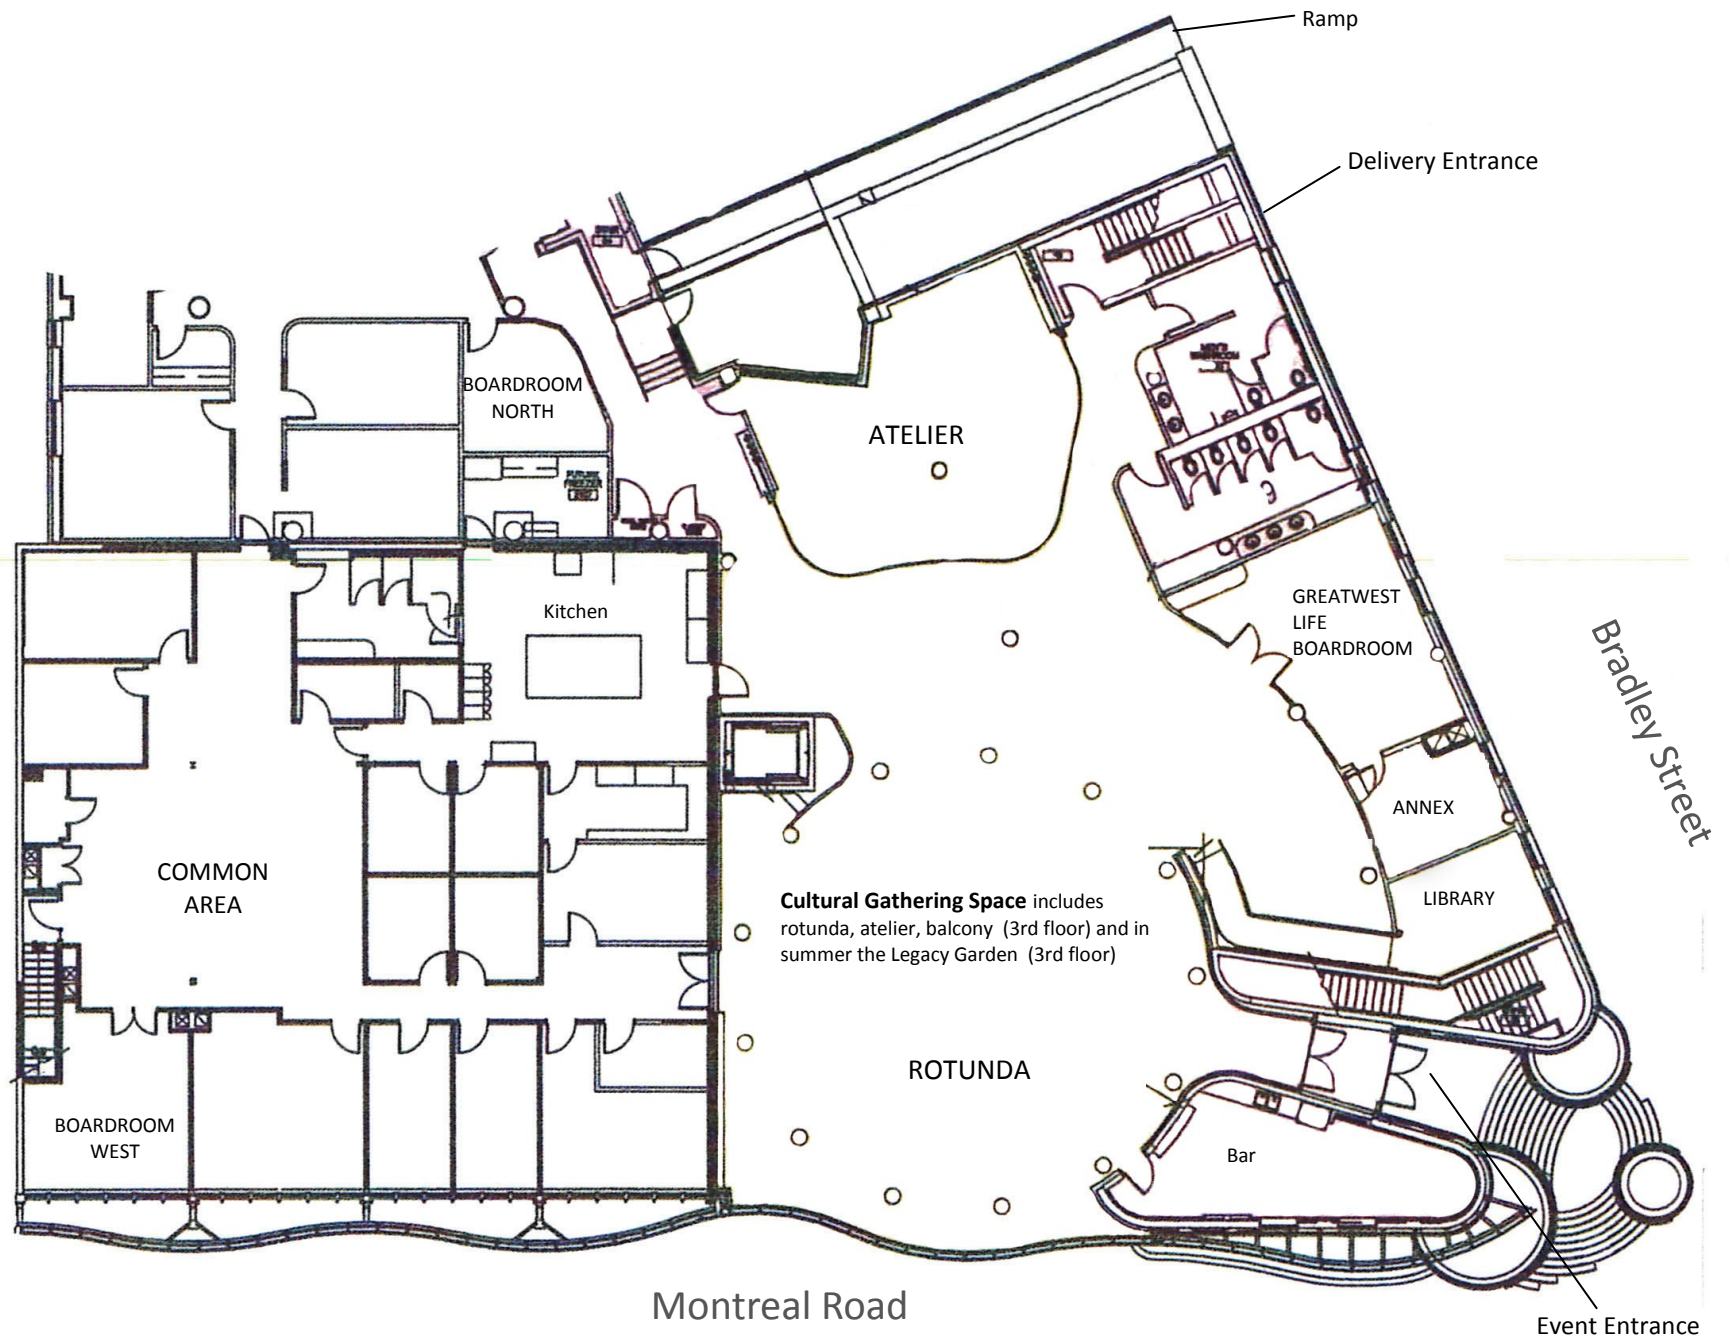 Ramp
Delivery Entrance
BOARDROOM
NORTH
ATELIER
FUTURE
FREEZER
Kitchen
GREATWEST
LIFE
BOARDROOM
Bradley Street
ANNEX
COMMON
AREA
LIBRARY
Cultural Gathering Space includes
rotunda, atelier, balcony (3rd floor) and in
summer the Legacy Garden (3rd floor)
ROTUNDA
BOARDROOM
WEST
Bar
Montreal Road
Event Entrance